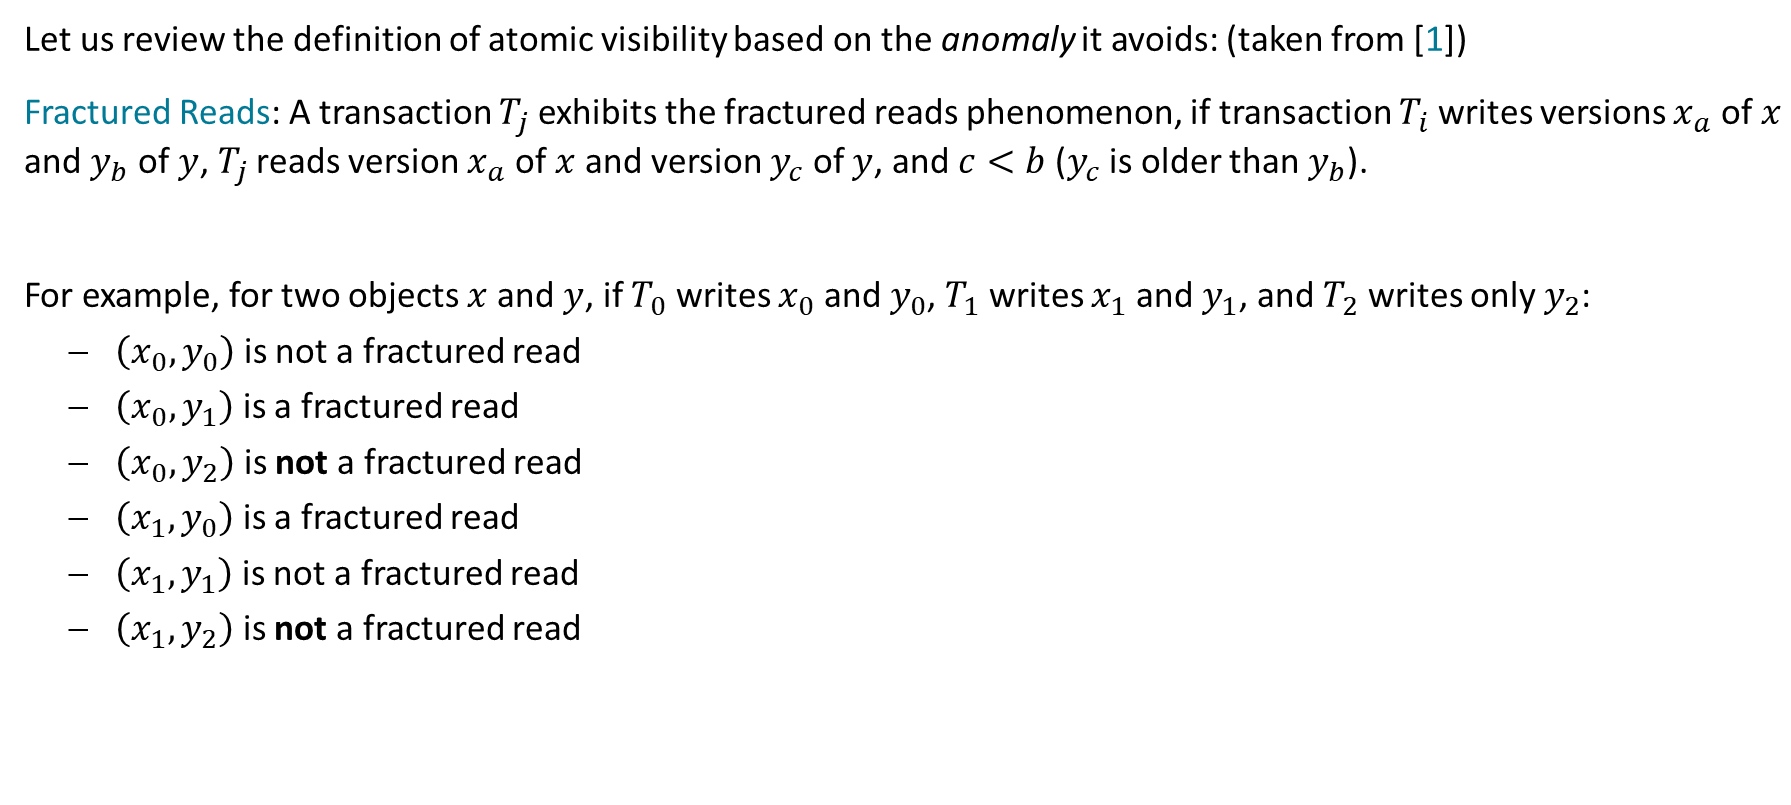 Let us review the definition of atomic visibility based on the anomaly it avoids: (taken from [1])
Fractured Reads: A transaction Tⱼ exhibits the fractured reads phenomenon, if transaction Tᵢ writes versions xₐ of x
and y_b of y, Tⱼ reads version xₐ of x and version y_c of y, and c < b (y_c is older than y_b).
For example, for two objects x and y, if T₀ writes x₀ and y₀, T₁ writes x₁ and y₁, and T₂ writes only y₂:
– (x₀, y₀) is not a fractured read
– (x₀, y₁) is a fractured read
– (x₀, y₂) is not a fractured read
– (x₁, y₀) is a fractured read
– (x₁, y₁) is not a fractured read
– (x₁, y₂) is not a fractured read